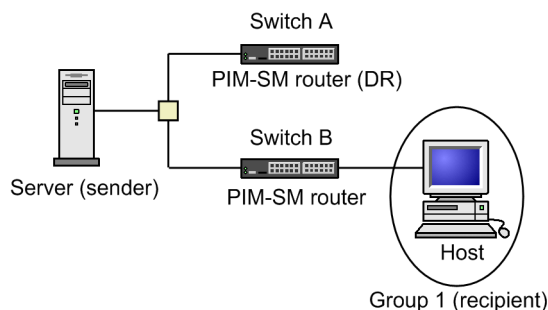 Switch A
PIM-SM router (DR)
Switch B
PIM-SM router
Server (sender)
Host
Group 1 (recipient)